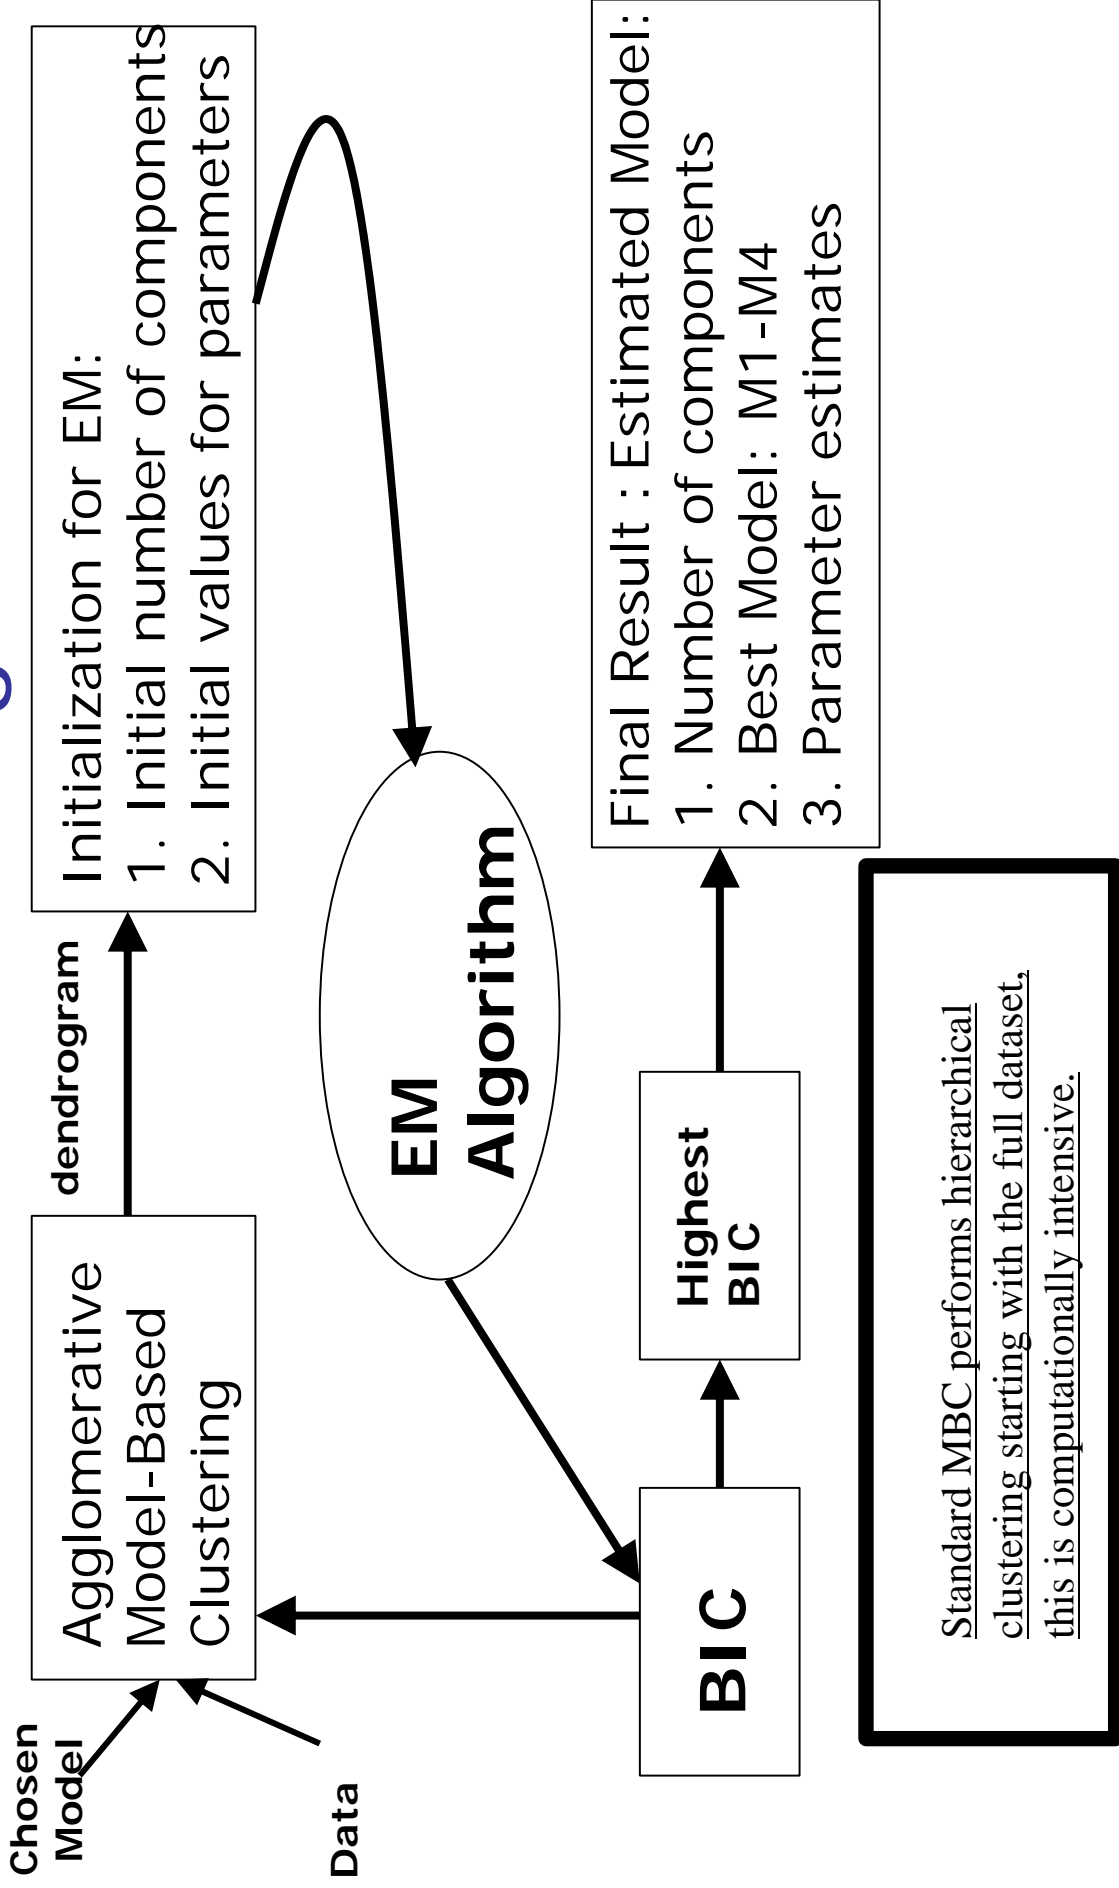 Chosen
Model
Data
Agglomerative
Model-Based
Clustering
dendrogram
Initialization for EM:
1. Initial number of components
2. Initial values for parameters
EM
Algorithm
BIC
Highest
BIC
Final Result : Estimated Model:
1. Number of components
2. Best Model: M1-M4
3. Parameter estimates
Standard MBC performs hierarchical
clustering starting with the full dataset,
this is computationally intensive.